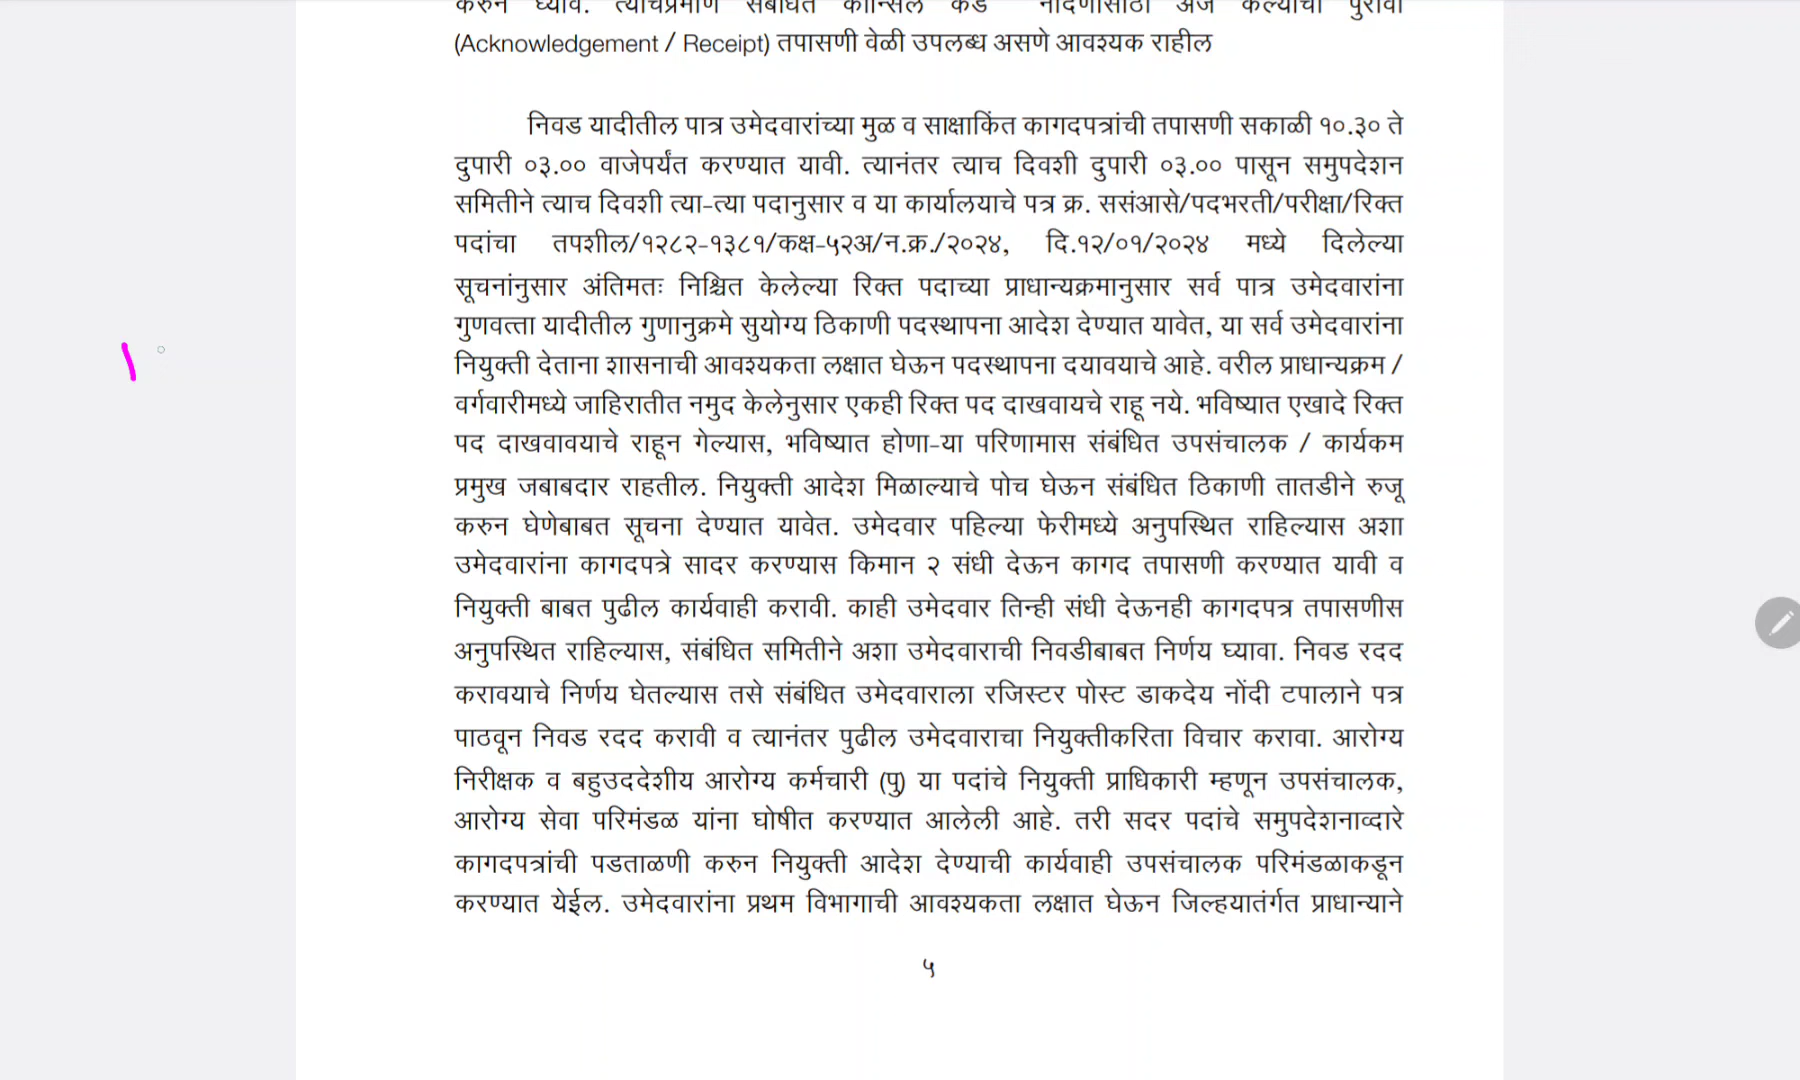 करुन घ्यावे. त्याचप्रमाणे संबंधित कौन्सिल कडे नोंदणीसाठी अर्ज केल्याचा पुरावा
(Acknowledgement / Receipt) तपासणी वेळी उपलब्ध असणे आवश्यक राहील
निवड यादीतील पात्र उमेदवारांच्या मुळ व साक्षाकिंत कागदपत्रांची तपासणी सकाळी १०.३० ते
दुपारी ०३.०० वाजेपर्यंत करण्यात यावी. त्यानंतर त्याच दिवशी दुपारी ०३.०० पासून समुपदेशन
समितीने त्याच दिवशी त्या-त्या पदानुसार व या कार्यालयाचे पत्र क्र. ससंआसे/पदभरती/परीक्षा/रिक्त
पदांचा तपशील/१२८२-१३८१/कक्ष-५२अ/न.क्र./२०२४, दि.१२/०१/२०२४ मध्ये दिलेल्या
सूचनांनुसार अंतिमतः निश्चित केलेल्या रिक्त पदाच्या प्राधान्यक्रमानुसार सर्व पात्र उमेदवारांना
गुणवत्ता यादीतील गुणानुक्रमे सुयोग्य ठिकाणी पदस्थापना आदेश देण्यात यावेत, या सर्व उमेदवारांना
नियुक्ती देताना शासनाची आवश्यकता लक्षात घेऊन पदस्थापना दयावयाचे आहे. वरील प्राधान्यक्रम /
वर्गवारीमध्ये जाहिरातीत नमुद केलेनुसार एकही रिक्त पद दाखवायचे राहू नये. भविष्यात एखादे रिक्त
पद दाखवावयाचे राहून गेल्यास, भविष्यात होणा-या परिणामास संबंधित उपसंचालक / कार्यकम
प्रमुख जबाबदार राहतील. नियुक्ती आदेश मिळाल्याचे पोच घेऊन संबंधित ठिकाणी तातडीने रुजू
करुन घेणेबाबत सूचना देण्यात यावेत. उमेदवार पहिल्या फेरीमध्ये अनुपस्थित राहिल्यास अशा
उमेदवारांना कागदपत्रे सादर करण्यास किमान २ संधी देऊन कागद तपासणी करण्यात यावी व
नियुक्ती बाबत पुढील कार्यवाही करावी. काही उमेदवार तिन्ही संधी देऊनही कागदपत्र तपासणीस
अनुपस्थित राहिल्यास, संबंधित समितीने अशा उमेदवाराची निवडीबाबत निर्णय घ्यावा. निवड रदद
करावयाचे निर्णय घेतल्यास तसे संबंधित उमेदवाराला रजिस्टर पोस्ट डाकदेय नोंदी टपालाने पत्र
पाठवून निवड रदद करावी व त्यानंतर पुढील उमेदवाराचा नियुक्तीकरिता विचार करावा. आरोग्य
निरीक्षक व बहुउददेशीय आरोग्य कर्मचारी (पु) या पदांचे नियुक्ती प्राधिकारी म्हणून उपसंचालक,
आरोग्य सेवा परिमंडळ यांना घोषीत करण्यात आलेली आहे. तरी सदर पदांचे समुपदेशनाव्दारे
कागदपत्रांची पडताळणी करुन नियुक्ती आदेश देण्याची कार्यवाही उपसंचालक परिमंडळाकडून
करण्यात येईल. उमेदवारांना प्रथम विभागाची आवश्यकता लक्षात घेऊन जिल्हयातंर्गत प्राधान्याने
५